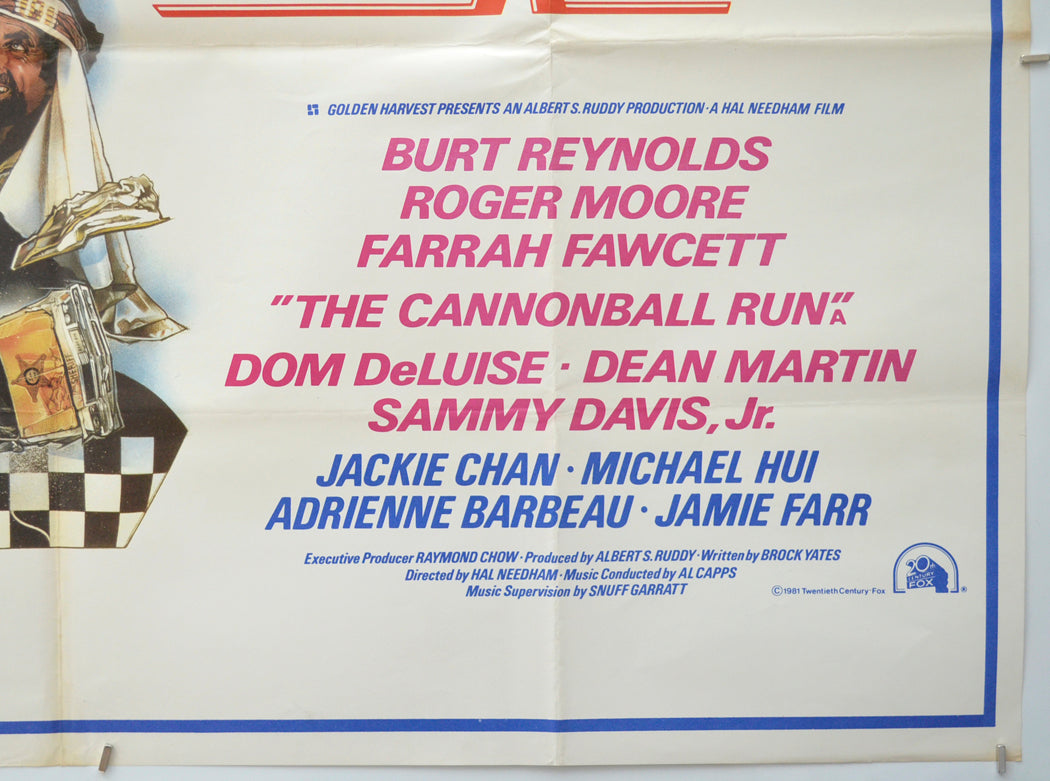 GOLDEN HARVEST PRESENTS AN ALBERT S. RUDDY PRODUCTION · A HAL NEEDHAM FILM
BURT REYNOLDS
ROGER MOORE
FARRAH FAWCETT
"THE CANNONBALL RUN" A
DOM DeLUISE · DEAN MARTIN
SAMMY DAVIS, Jr.
JACKIE CHAN · MICHAEL HUI
ADRIENNE BARBEAU · JAMIE FARR
Executive Producer RAYMOND CHOW · Produced by ALBERT S. RUDDY · Written by BROCK YATES
Directed by HAL NEEDHAM · Music Conducted by AL CAPPS
Music Supervision by SNUFF GARRATT
©1981 Twentieth Century-Fox
20th
CENTURY
FOX
®